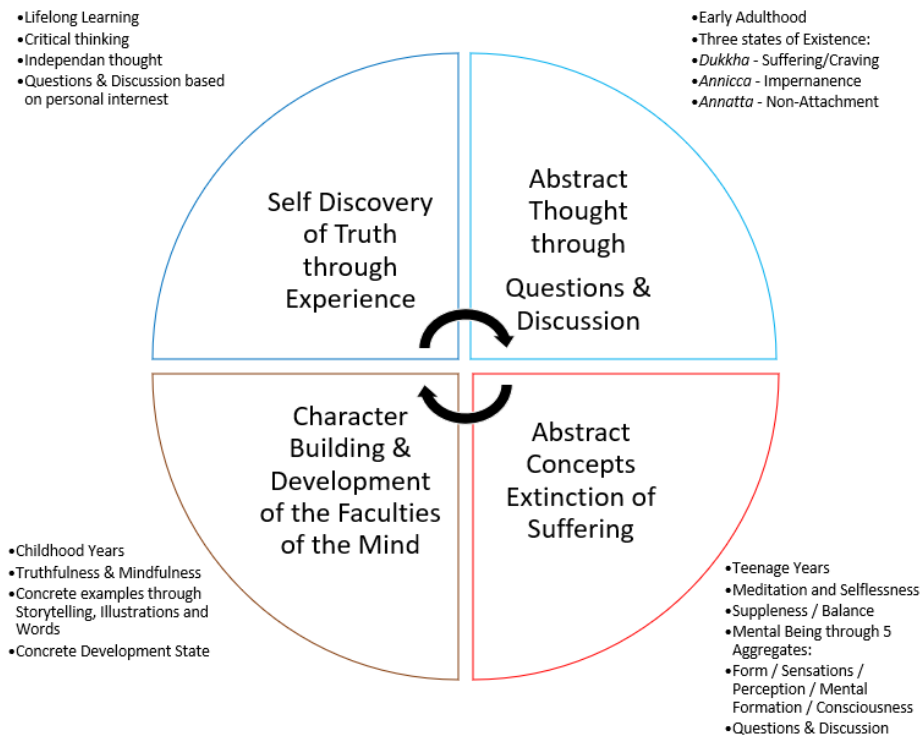 •Lifelong Learning
•Critical thinking
•Independan thought
•Questions & Discussion based
on personal internest
•Early Adulthood
•Three states of Existence:
•Dukkha - Suffering/Craving
•Annicca - Impernanence
•Annatta - Non-Attachment
Self Discovery
of Truth
through
Experience
Abstract
Thought
through
Questions &
Discussion
Character
Building &
Development
of the Faculties
of the Mind
Abstract
Concepts
Extinction of
Suffering
•Childhood Years
•Truthfulness & Mindfulness
•Concrete examples through
Storytelling, Illustrations and
Words
•Concrete Development State
•Teenage Years
•Meditation and Selflessness
•Suppleness / Balance
•Mental Being through 5
Aggregates:
•Form / Sensations /
Perception / Mental
Formation / Consciousness
•Questions & Discussion